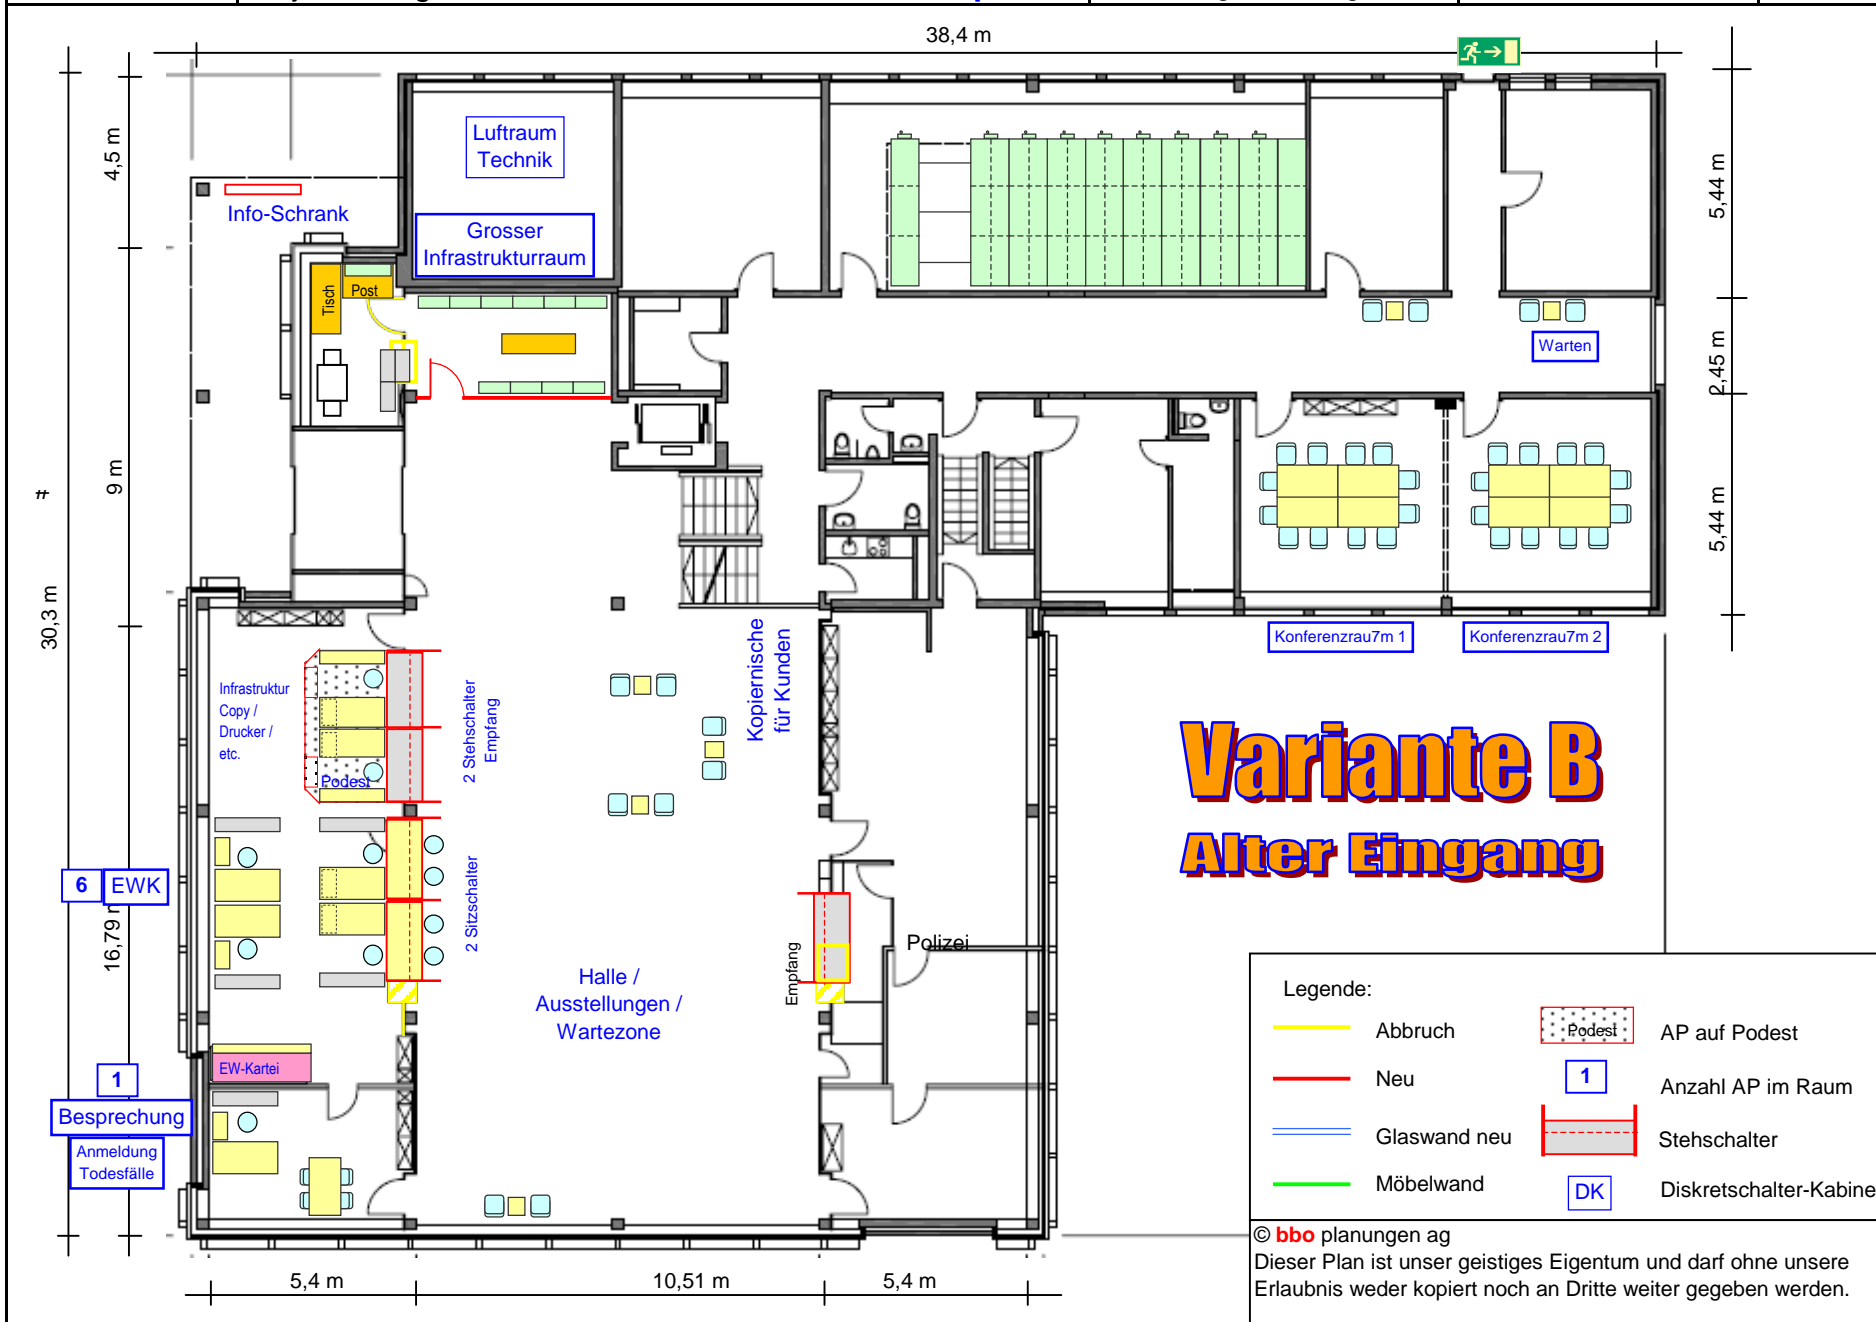 38,4 m
4,5 m
9 m
30,3 m
16,79 m
5,44 m
2,45 m
5,44 m
Luftraum
Technik
Grosser
Infrastrukturraum
Info-Schrank
Tisch
Post
Warten
Konferenzrau7m 1
Konferenzrau7m 2
Infrastruktur
Copy /
Drucker /
etc.
Podest
2 Stehschalter
Empfang
Kopiernische
für Kunden
2 Sitzschalter
6
EWK
Halle /
Ausstellungen /
Wartezone
Empfang
Polizei
EW-Kartei
1
Besprechung
Anmeldung
Todesfälle
Variante B
Alter Eingang
5,4 m
10,51 m
5,4 m
Legende:
Abbruch
Neu
Glaswand neu
Möbelwand
Podest
AP auf Podest
1
Anzahl AP im Raum
Stehschalter
DK
Diskretschalter-Kabine
© bbo planungen ag
Dieser Plan ist unser geistiges Eigentum und darf ohne unsere
Erlaubnis weder kopiert noch an Dritte weiter gegeben werden.